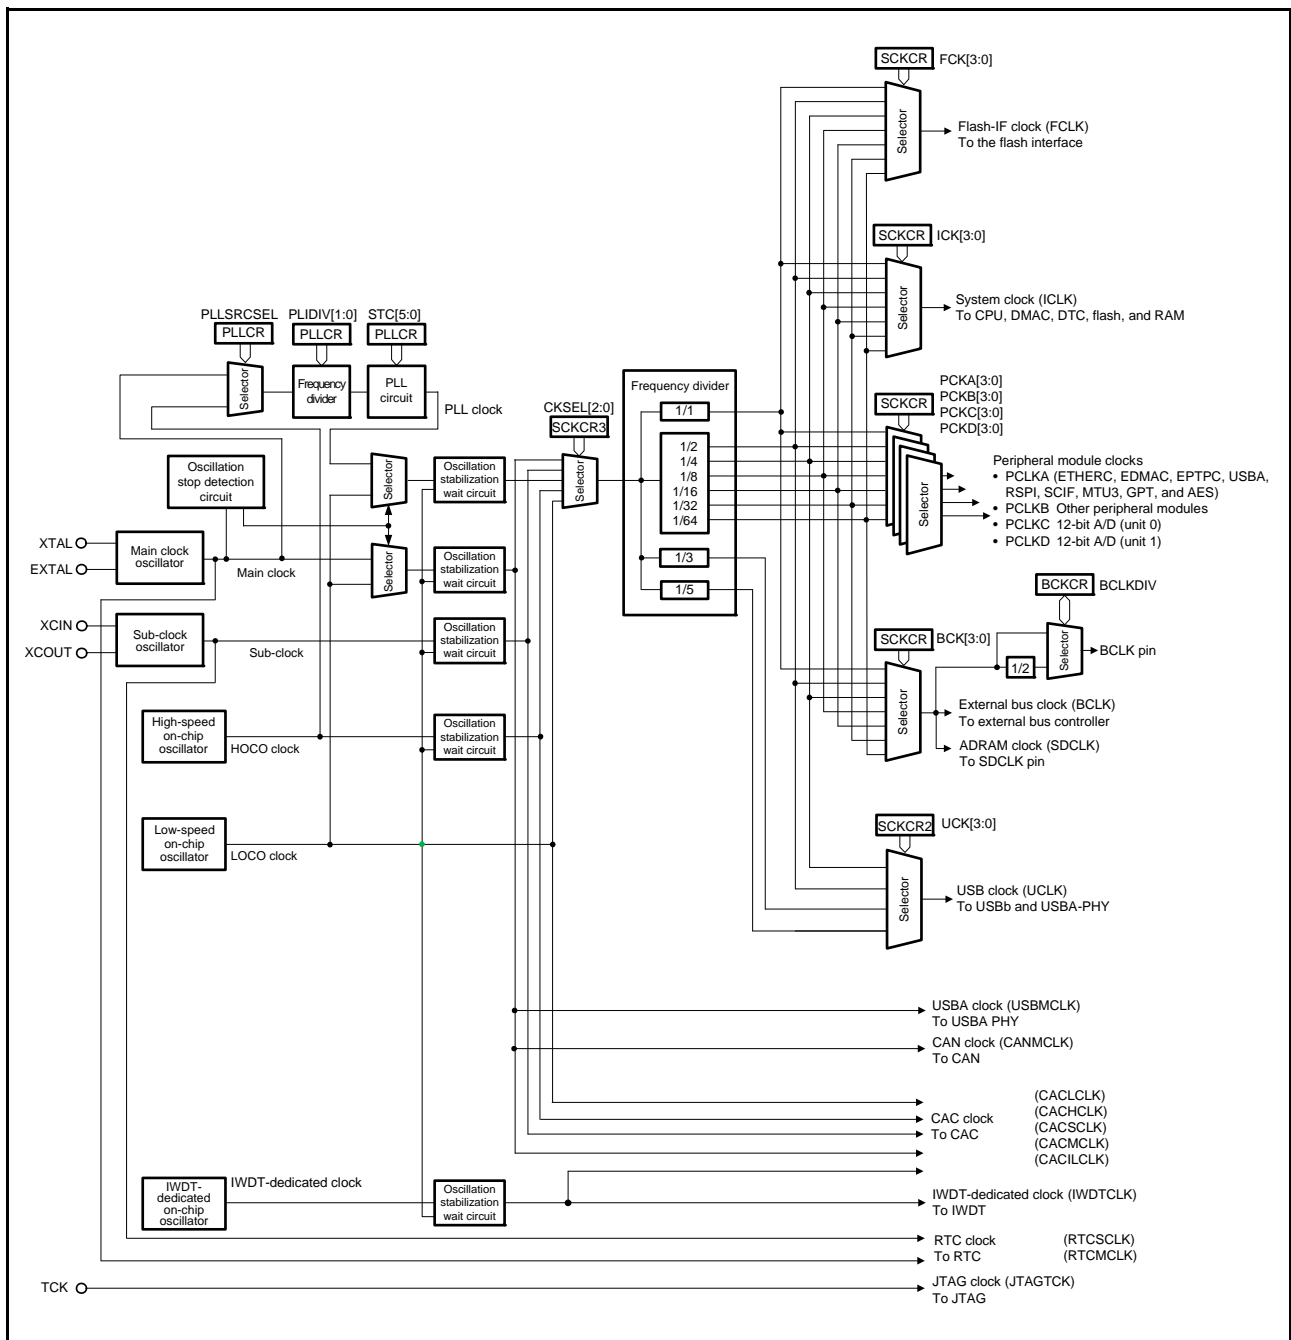 SCKCR FCK[3:0]
Selector
Flash-IF clock (FCLK)
To the flash interface
SCKCR ICK[3:0]
Selector
System clock (ICLK)
To CPU, DMAC, DTC, flash, and RAM
PLLSRCSEL PLIDIV[1:0] STC[5:0]
PLLCR PLLCR PLLCR
Selector
Frequency
divider
PLL
circuit
PLL clock
CKSEL[2:0]
SCKCR3
Selector
Frequency divider
1/1
1/2
1/4
1/8
1/16
1/32
1/64
1/3
1/5
SCKCR
PCKA[3:0]
PCKB[3:0]
PCKC[3:0]
PCKD[3:0]
Selector
Peripheral module clocks
• PCLKA (ETHERC, EDMAC, EPTPC, USBA,
RSPI, SCIF, MTU3, GPT, and AES)
• PCLKB Other peripheral modules
• PCLKC 12-bit A/D (unit 0)
• PCLKD 12-bit A/D (unit 1)
Oscillation
stop detection
circuit
Selector
Oscillation
stabilization
wait circuit
XTAL
EXTAL
Main clock
oscillator
Main clock
Selector
Oscillation
stabilization
wait circuit
XCIN
XCOUT
Sub-clock
oscillator
Sub-clock
Oscillation
stabilization
wait circuit
BCKCR BCLKDIV
Selector
1/2
BCLK pin
SCKCR BCK[3:0]
Selector
External bus clock (BCLK)
To external bus controller
ADRAM clock (SDCLK)
To SDCLK pin
High-speed
on-chip
oscillator
HOCO clock
Oscillation
stabilization
wait circuit
Low-speed
on-chip
oscillator
LOCO clock
SCKCR2 UCK[3:0]
Selector
USB clock (UCLK)
To USBb and USBA-PHY
USBA clock (USBMCLK)
To USBA PHY
CAN clock (CANMCLK)
To CAN
CAC clock
To CAC
(CACLCLK)
(CACHCLK)
(CACSCLK)
(CACMCLK)
(CACILCLK)
IWDT-
dedicated
on-chip
oscillator
IWDT-dedicated clock
Oscillation
stabilization
wait circuit
IWDT-dedicated clock (IWDTCLK)
To IWDT
RTC clock (RTCSCLK)
To RTC (RTCMCLK)
TCK
JTAG clock (JTAGTCK)
To JTAG